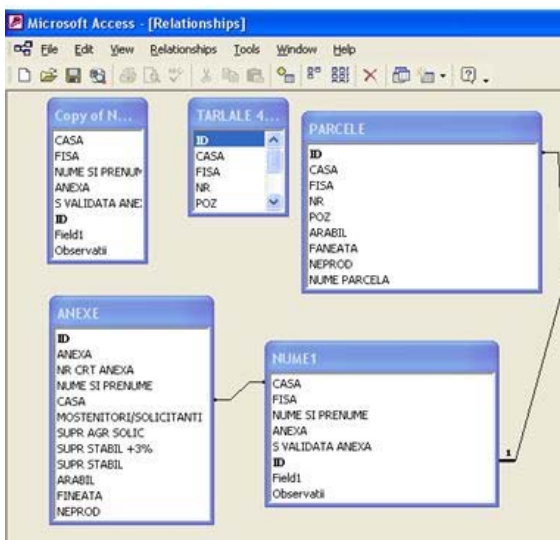 Microsoft Access - [Relationships]
File Edit View Relationships Tools Window Help
Copy of N...
CASA
FISA
NUME SI PRENUM
ANEXA
S VALIDATA ANE
ID
Field1
Observatii
TARLALE 4...
ID
CASA
FISA
NR
POZ
PARCELE
ID
CASA
FISA
NR
POZ
ARABIL
FANEATA
NEPROD
NUME PARCELA
ANEXE
ID
ANEXA
NR CRT ANEXA
NUME SI PRENUME
CASA
MOSTENITORI/SOLICITANTI
SUPR AGR SOLIC
SUPR STABIL +3%
SUPR STABIL
ARABIL
FINEATA
NEPROD
NUME1
CASA
FISA
NUME SI PRENUME
ANEXA
S VALIDATA ANEXA
ID
Field1
Observatii
1